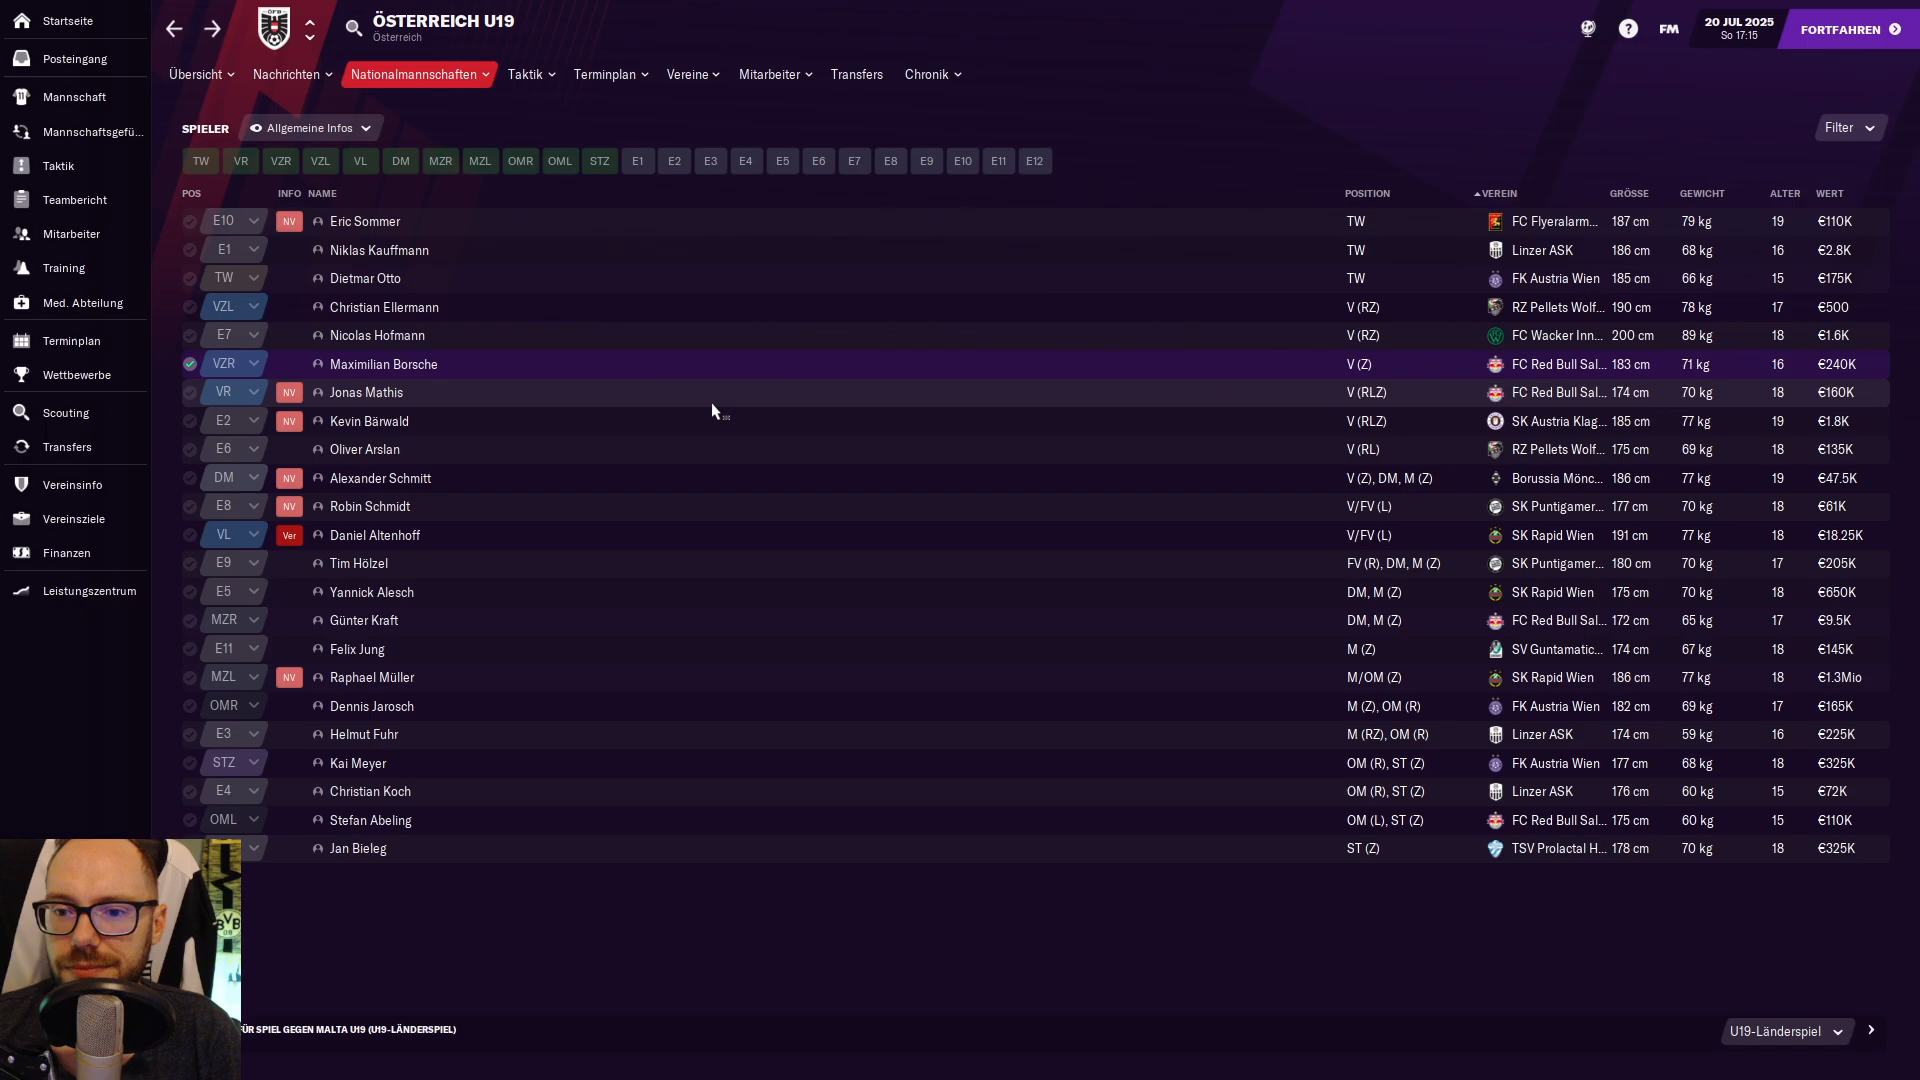 Startseite
Posteingang
Mannschaft
Mannschaftsgefü...
Taktik
Teambericht
Mitarbeiter
Training
Med. Abteilung
Terminplan
Wettbewerbe
Scouting
Transfers
Vereinsinfo
Vereinsziele
Finanzen
Leistungszentrum
ÖSTERREICH U19
Österreich
FM
20 JUL 2025
So 17:15
FORTFAHREN
Übersicht Nachrichten Nationalmannschaften Taktik Terminplan Vereine Mitarbeiter Transfers Chronik
SPIELER Allgemeine Infos Filter
TW VR VZR VZL VL DM MZR MZL OMR OML STZ E1 E2 E3 E4 E5 E6 E7 E8 E9 E10 E11 E12
POS INFO NAME POSITION VEREIN GRÖSSE GEWICHT ALTER WERT
E10 NV Eric Sommer TW FC Flyeralarm... 187 cm 79 kg 19 €110K
E1 Niklas Kauffmann TW Linzer ASK 186 cm 68 kg 16 €2.8K
TW Dietmar Otto TW FK Austria Wien 185 cm 66 kg 15 €175K
VZL Christian Ellermann V (RZ) RZ Pellets Wolf... 190 cm 78 kg 17 €500
E7 Nicolas Hofmann V (RZ) FC Wacker Inn... 200 cm 89 kg 18 €1.6K
VZR Maximilian Borsche V (Z) FC Red Bull Sal... 183 cm 71 kg 16 €240K
VR NV Jonas Mathis V (RLZ) FC Red Bull Sal... 174 cm 70 kg 18 €160K
E2 NV Kevin Bärwald V (RLZ) SK Austria Klag... 185 cm 77 kg 19 €1.8K
E6 Oliver Arslan V (RL) RZ Pellets Wolf... 175 cm 69 kg 18 €135K
DM NV Alexander Schmitt V (Z), DM, M (Z) Borussia Mönc... 186 cm 77 kg 19 €47.5K
E8 NV Robin Schmidt V/FV (L) SK Puntigamer... 177 cm 70 kg 18 €61K
VL Ver Daniel Altenhoff V/FV (L) SK Rapid Wien 191 cm 77 kg 18 €18.25K
E9 Tim Hölzel FV (R), DM, M (Z) SK Puntigamer... 180 cm 70 kg 17 €205K
E5 Yannick Alesch DM, M (Z) SK Rapid Wien 175 cm 70 kg 18 €650K
MZR Günter Kraft DM, M (Z) FC Red Bull Sal... 172 cm 65 kg 17 €9.5K
E11 Felix Jung M (Z) SV Guntamatic... 174 cm 67 kg 18 €145K
MZL NV Raphael Müller M/OM (Z) SK Rapid Wien 186 cm 77 kg 18 €1.3Mio
OMR Dennis Jarosch M (Z), OM (R) FK Austria Wien 182 cm 69 kg 17 €165K
E3 Helmut Fuhr M (RZ), OM (R) Linzer ASK 174 cm 59 kg 16 €225K
STZ Kai Meyer OM (R), ST (Z) FK Austria Wien 177 cm 68 kg 18 €325K
E4 Christian Koch OM (R), ST (Z) Linzer ASK 176 cm 60 kg 15 €72K
OML Stefan Abeling OM (L), ST (Z) FC Red Bull Sal... 175 cm 60 kg 15 €110K
Jan Bieleg ST (Z) TSV Prolactal H... 178 cm 70 kg 18 €325K
BVB
09
FÜR SPIEL GEGEN MALTA U19 (U19-LÄNDERSPIEL)
U19-Länderspiel